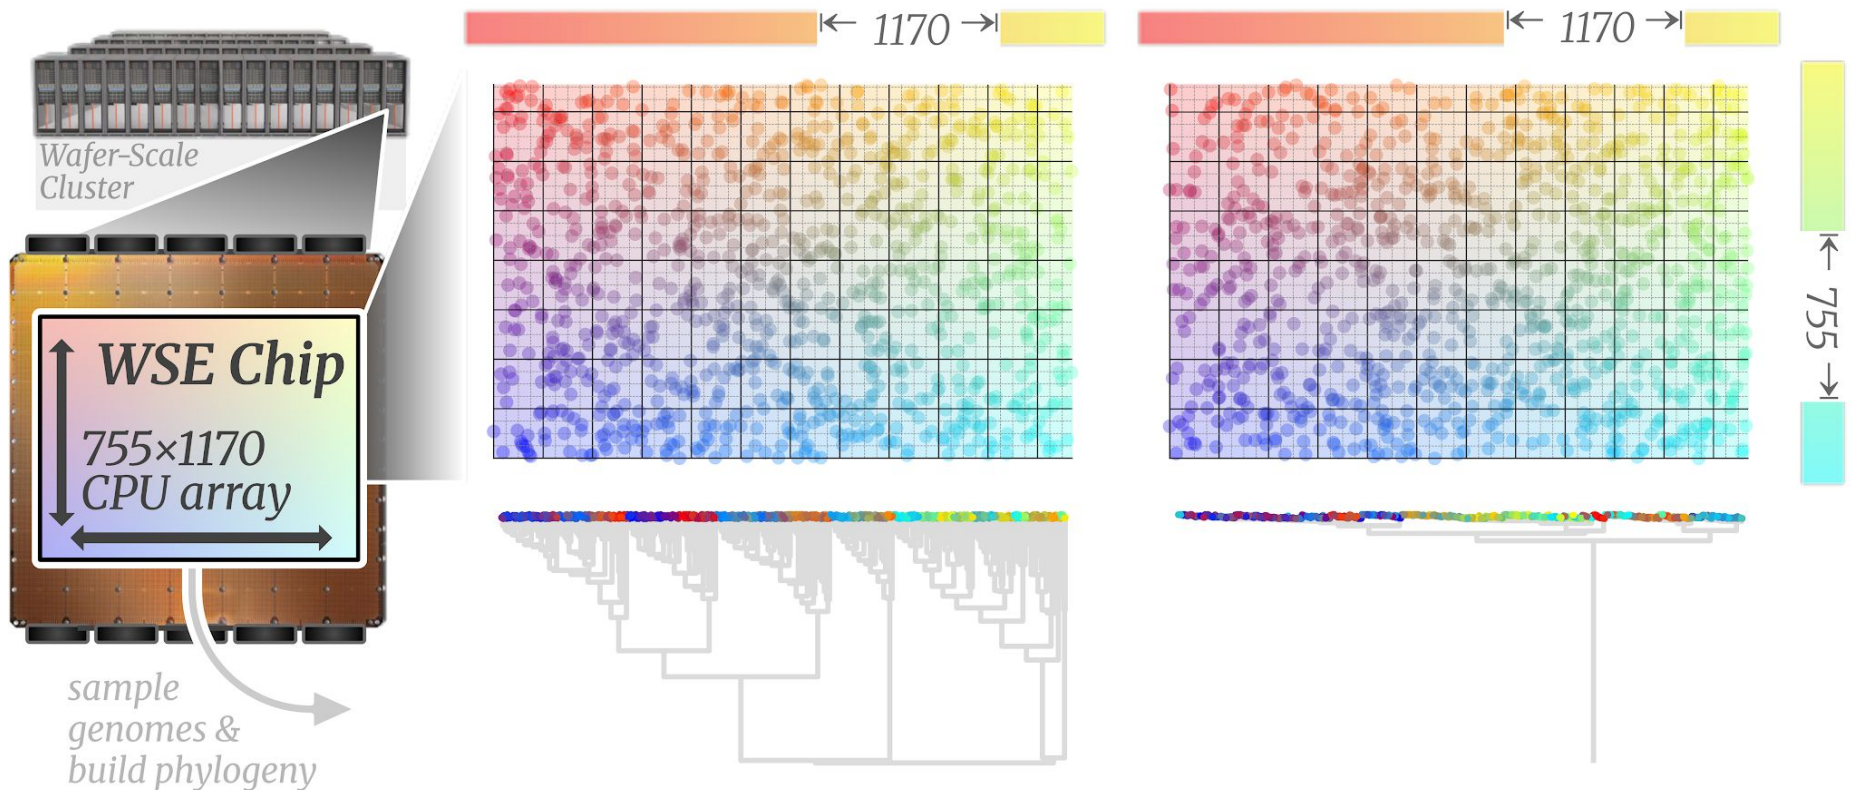 Wafer-Scale
Cluster
WSE Chip
755×1170
CPU array
sample
genomes &
build phylogeny
1170
1170
755